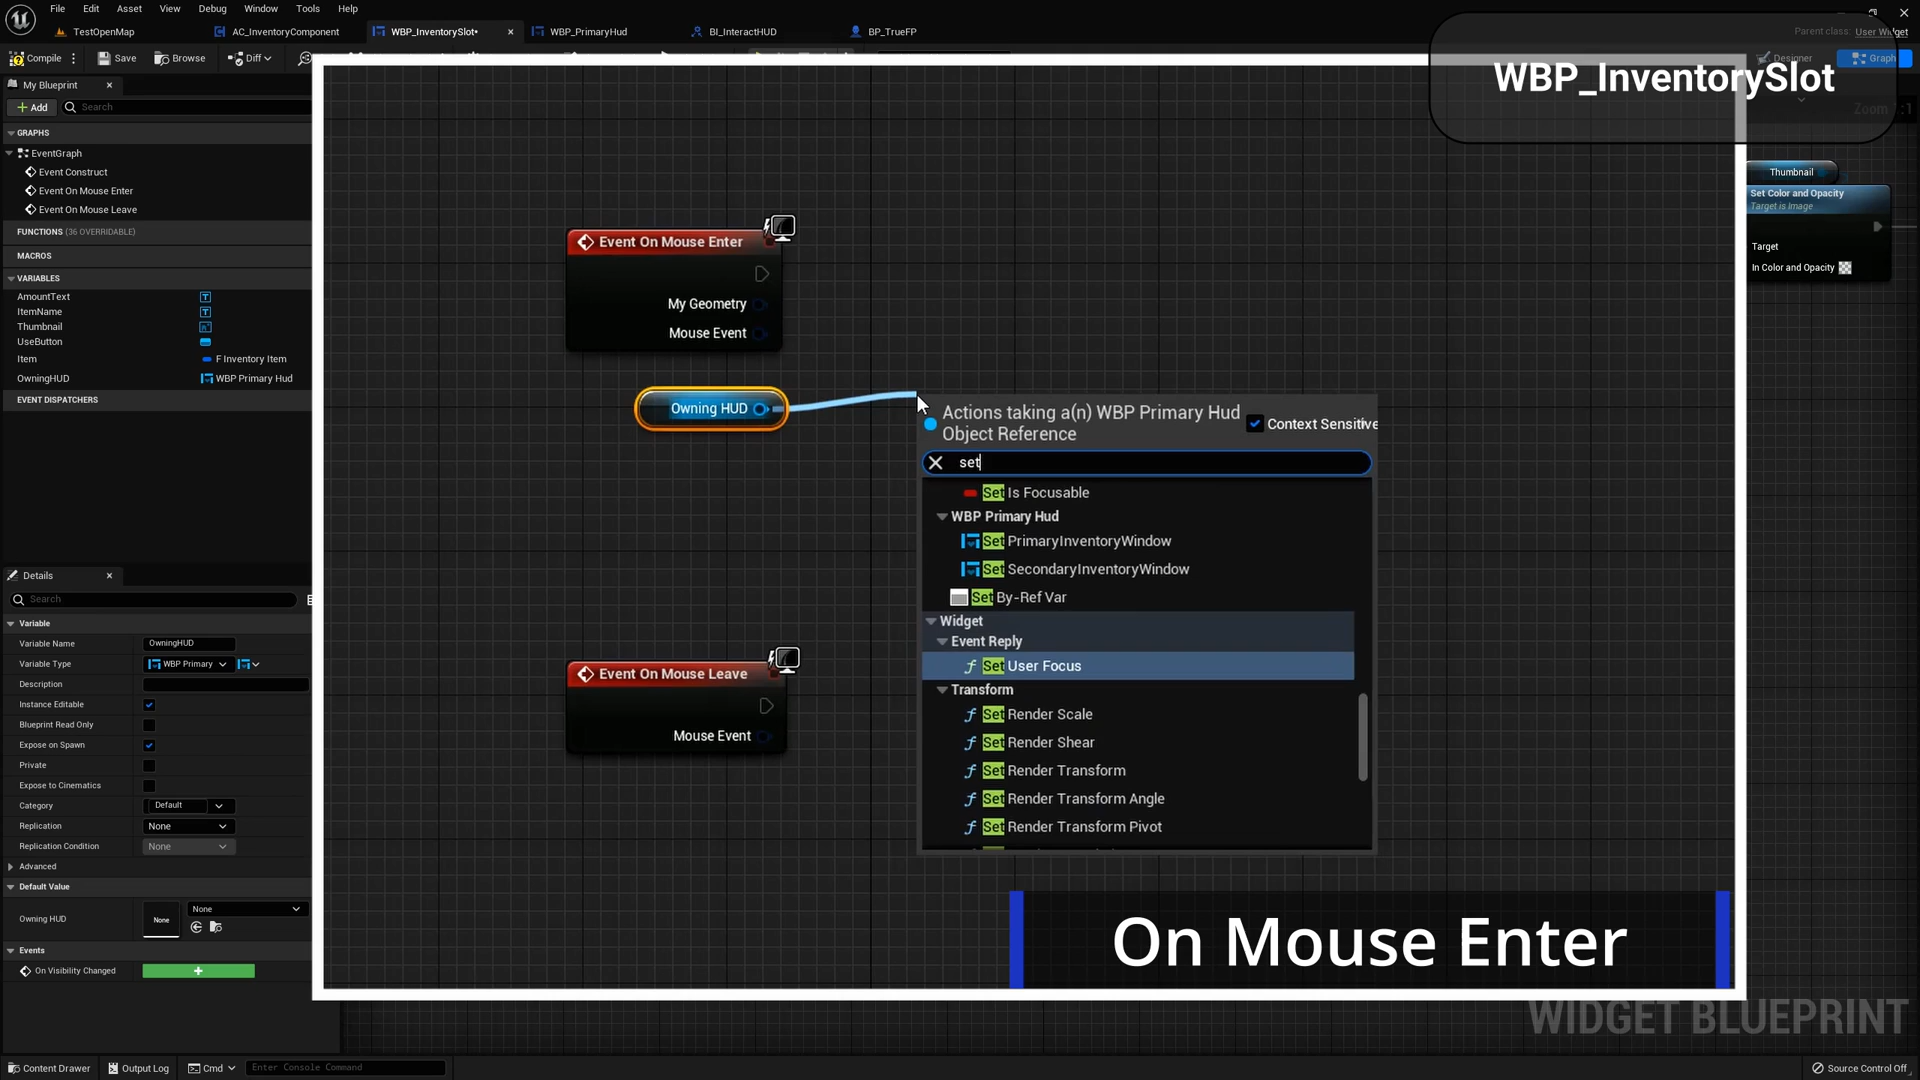 File Edit Asset View Debug Window Tools Help
TestOpenMap AC_InventoryComponent WBP_InventorySlot• WBP_PrimaryHud BI_InteractHUD BP_TrueFP
Parent class: User Widget
Compile Save Browse Diff
Designer Graph
WBP_InventorySlot
My Blueprint
Add Search
GRAPHS
EventGraph
Event Construct
Event On Mouse Enter
Event On Mouse Leave
FUNCTIONS (36 OVERRIDABLE)
MACROS
VARIABLES
AmountText
ItemName
Thumbnail
UseButton
Item F Inventory Item
OwningHUD WBP Primary Hud
EVENT DISPATCHERS
Details
Search
Variable
Variable Name OwningHUD
Variable Type WBP Primary
Description
Instance Editable
Blueprint Read Only
Expose on Spawn
Private
Expose to Cinematics
Category Default
Replication None
Replication Condition None
Advanced
Default Value
Owning HUD None None
Events
On Visibility Changed
Event On Mouse Enter
My Geometry
Mouse Event
Owning HUD
Event On Mouse Leave
Mouse Event
Actions taking a(n) WBP Primary Hud
Object Reference
Context Sensitive
set
Set Is Focusable
WBP Primary Hud
Set PrimaryInventoryWindow
Set SecondaryInventoryWindow
Set By-Ref Var
Widget
Event Reply
Set User Focus
Transform
Set Render Scale
Set Render Shear
Set Render Transform
Set Render Transform Angle
Set Render Transform Pivot
Zoom 1:1
Thumbnail
Set Color and Opacity
Target is Image
Target
In Color and Opacity
On Mouse Enter
WIDGET BLUEPRINT
Content Drawer Output Log Cmd Enter Console Command
Source Control Off